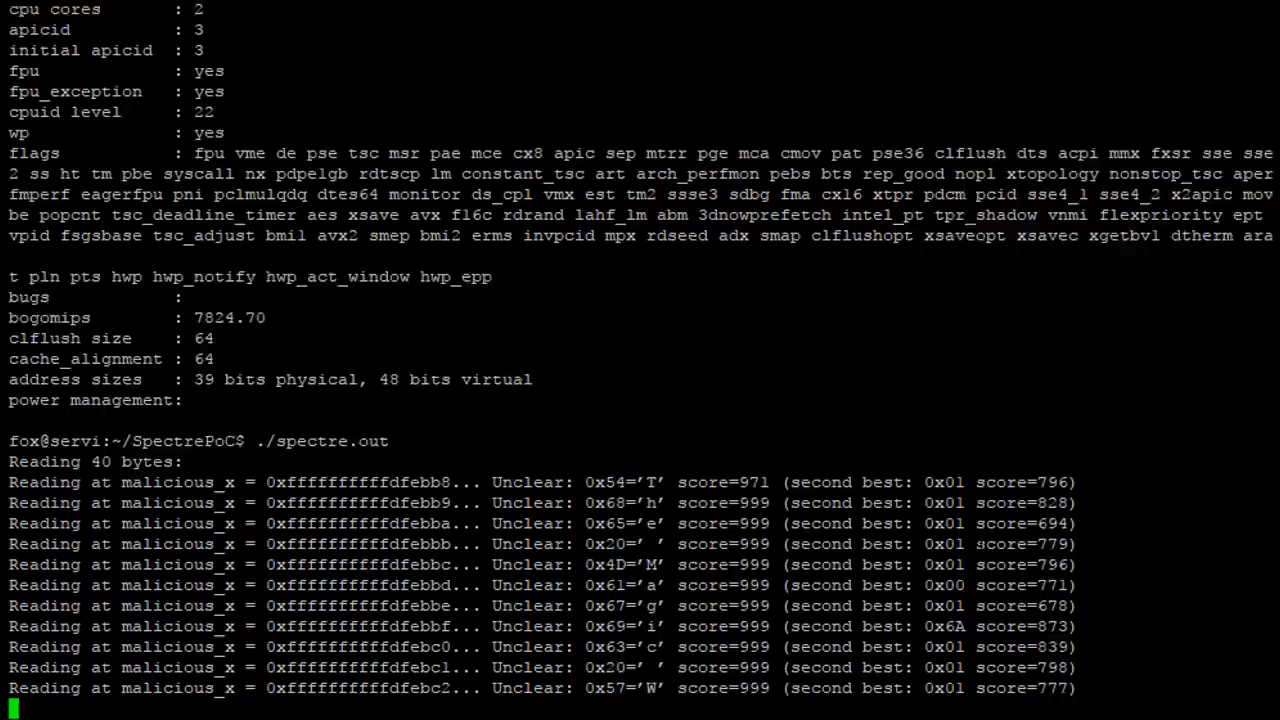 cpu cores       : 2
apicid          : 3
initial apicid  : 3
fpu             : yes
fpu_exception   : yes
cpuid level     : 22
wp              : yes
flags           : fpu vme de pse tsc msr pae mce cx8 apic sep mtrr pge mca cmov pat pse36 clflush dts acpi mmx fxsr sse sse
2 ss ht tm pbe syscall nx pdpe1gb rdtscp lm constant_tsc art arch_perfmon pebs bts rep_good nopl xtopology nonstop_tsc aper
fmperf eagerfpu pni pclmulqdq dtes64 monitor ds_cpl vmx est tm2 ssse3 sdbg fma cx16 xtpr pdcm pcid sse4_1 sse4_2 x2apic mov
be popcnt tsc_deadline_timer aes xsave avx f16c rdrand lahf_lm abm 3dnowprefetch intel_pt tpr_shadow vnmi flexpriority ept
vpid fsgsbase tsc_adjust bmi1 avx2 smep bmi2 erms invpcid mpx rdseed adx smap clflushopt xsaveopt xsavec xgetbv1 dtherm ara
t pln pts hwp hwp_notify hwp_act_window hwp_epp
bugs            :
bogomips        : 7824.70
clflush size    : 64
cache_alignment : 64
address sizes   : 39 bits physical, 48 bits virtual
power management:
fox@servi:~/SpectrePoC$ ./spectre.out
Reading 40 bytes:
Reading at malicious_x = 0xffffffffffdfebb8... Unclear: 0x54='T' score=971 (second best: 0x01 score=796)
Reading at malicious_x = 0xffffffffffdfebb9... Unclear: 0x68='h' score=999 (second best: 0x01 score=828)
Reading at malicious_x = 0xffffffffffdfebba... Unclear: 0x65='e' score=999 (second best: 0x01 score=694)
Reading at malicious_x = 0xffffffffffdfebbb... Unclear: 0x20=' ' score=999 (second best: 0x01 score=779)
Reading at malicious_x = 0xffffffffffdfebbc... Unclear: 0x4D='M' score=999 (second best: 0x01 score=796)
Reading at malicious_x = 0xffffffffffdfebbd... Unclear: 0x61='a' score=999 (second best: 0x00 score=771)
Reading at malicious_x = 0xffffffffffdfebbe... Unclear: 0x67='g' score=999 (second best: 0x01 score=678)
Reading at malicious_x = 0xffffffffffdfebbf... Unclear: 0x69='i' score=999 (second best: 0x6A score=873)
Reading at malicious_x = 0xffffffffffdfebc0... Unclear: 0x63='c' score=999 (second best: 0x01 score=839)
Reading at malicious_x = 0xffffffffffdfebc1... Unclear: 0x20=' ' score=999 (second best: 0x01 score=798)
Reading at malicious_x = 0xffffffffffdfebc2... Unclear: 0x57='W' score=999 (second best: 0x01 score=777)